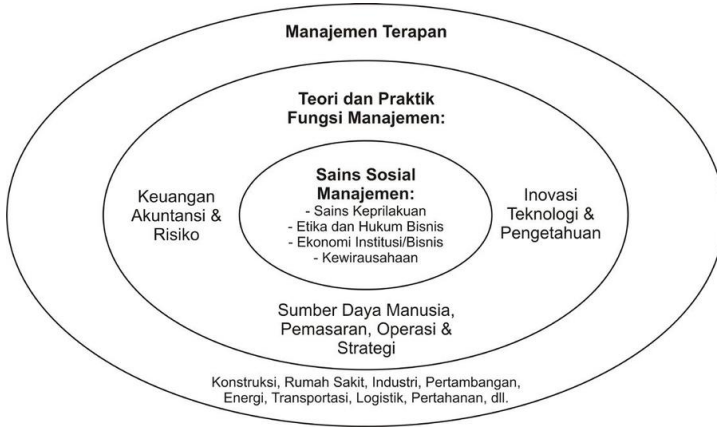 Manajemen Terapan
Teori dan Praktik
Fungsi Manajemen:
Sains Sosial
Manajemen:
- Sains Keprilakuan
- Etika dan Hukum Bisnis
- Ekonomi Institusi/Bisnis
- Kewirausahaan
Keuangan
Akuntansi &
Risiko
Inovasi
Teknologi &
Pengetahuan
Sumber Daya Manusia,
Pemasaran, Operasi &
Strategi
Konstruksi, Rumah Sakit, Industri, Pertambangan,
Energi, Transportasi, Logistik, Pertahanan, dll.